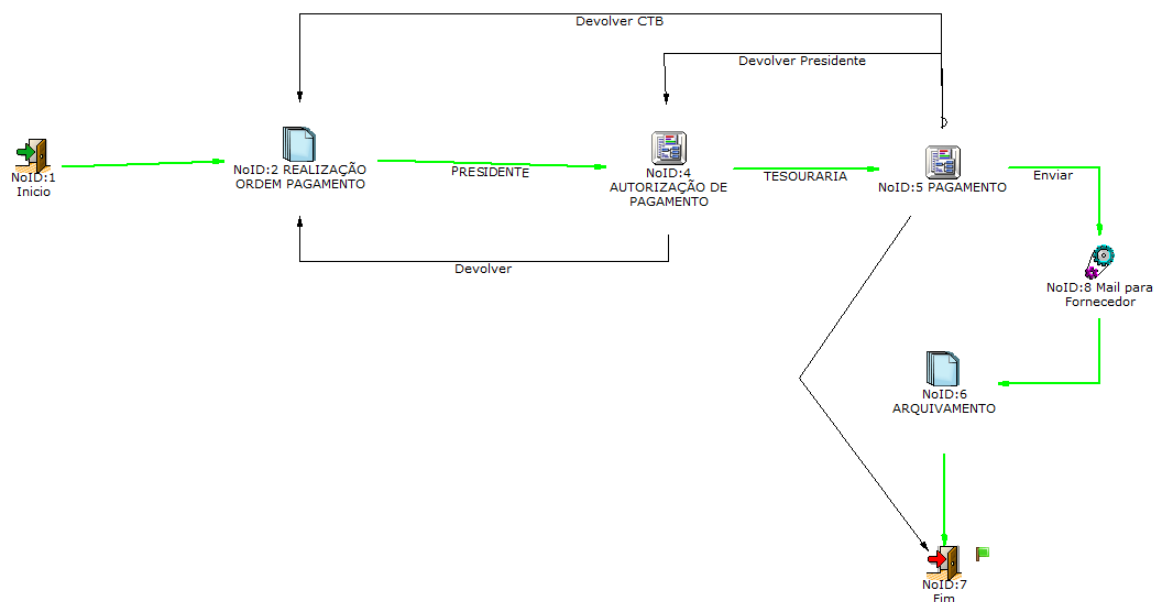 Devolver CTB
Devolver Presidente
NoID:1
Inicio
NoID:2 REALIZAÇÃO
ORDEM PAGAMENTO
PRESIDENTE
NoID:4
AUTORIZAÇÃO DE
PAGAMENTO
TESOURARIA
NoID:5 PAGAMENTO
Enviar
Devolver
NoID:8 Mail para
Fornecedor
NoID:6
ARQUIVAMENTO
NoID:7
Fim